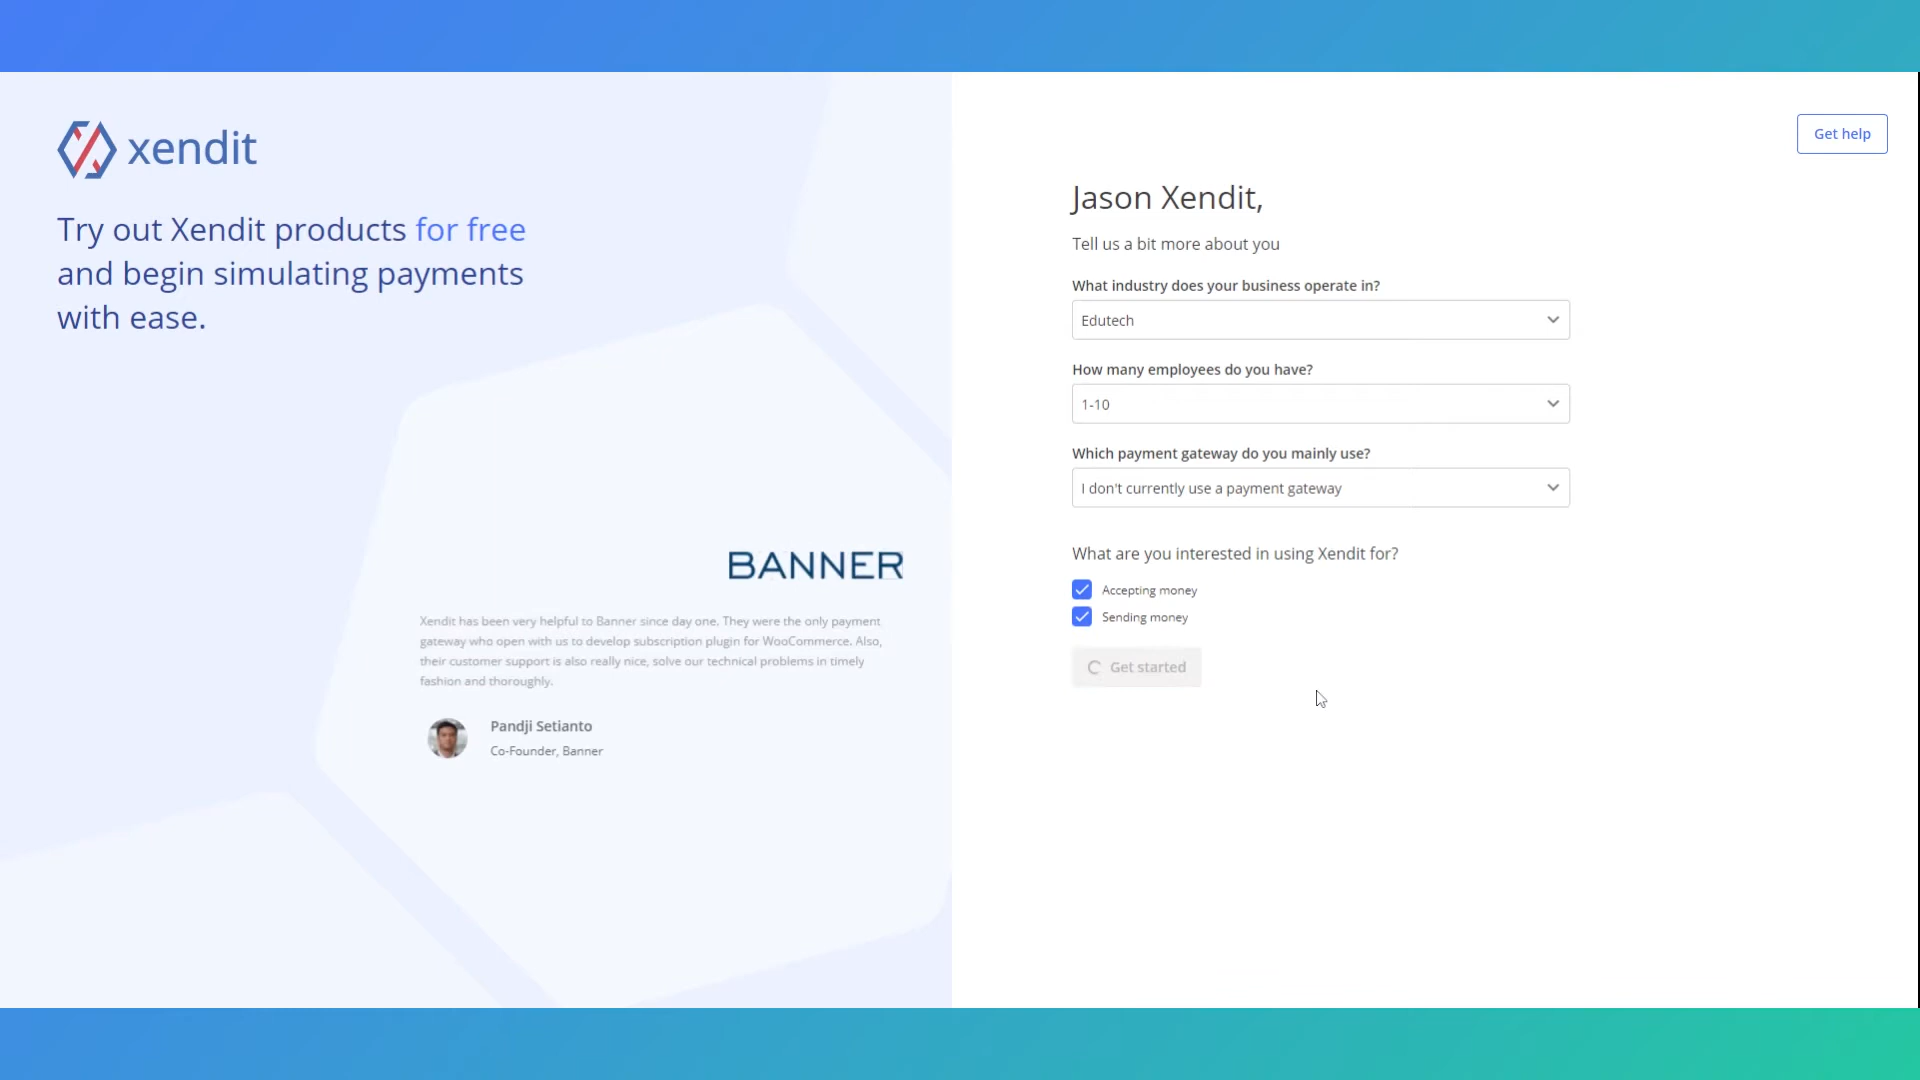 xendit
Try out Xendit products for free
and begin simulating payments
with ease.
BANNER
Xendit has been very helpful to Banner since day one. They were the only payment
gateway who open with us to develop subscription plugin for WooCommerce. Also,
their customer support is also really nice, solve our technical problems in timely
fashion and thoroughly.
Pandji Setianto
Co-Founder, Banner
Get help
Jason Xendit,
Tell us a bit more about you
What industry does your business operate in?
Edutech
How many employees do you have?
1-10
Which payment gateway do you mainly use?
I don't currently use a payment gateway
What are you interested in using Xendit for?
Accepting money
Sending money
Get started